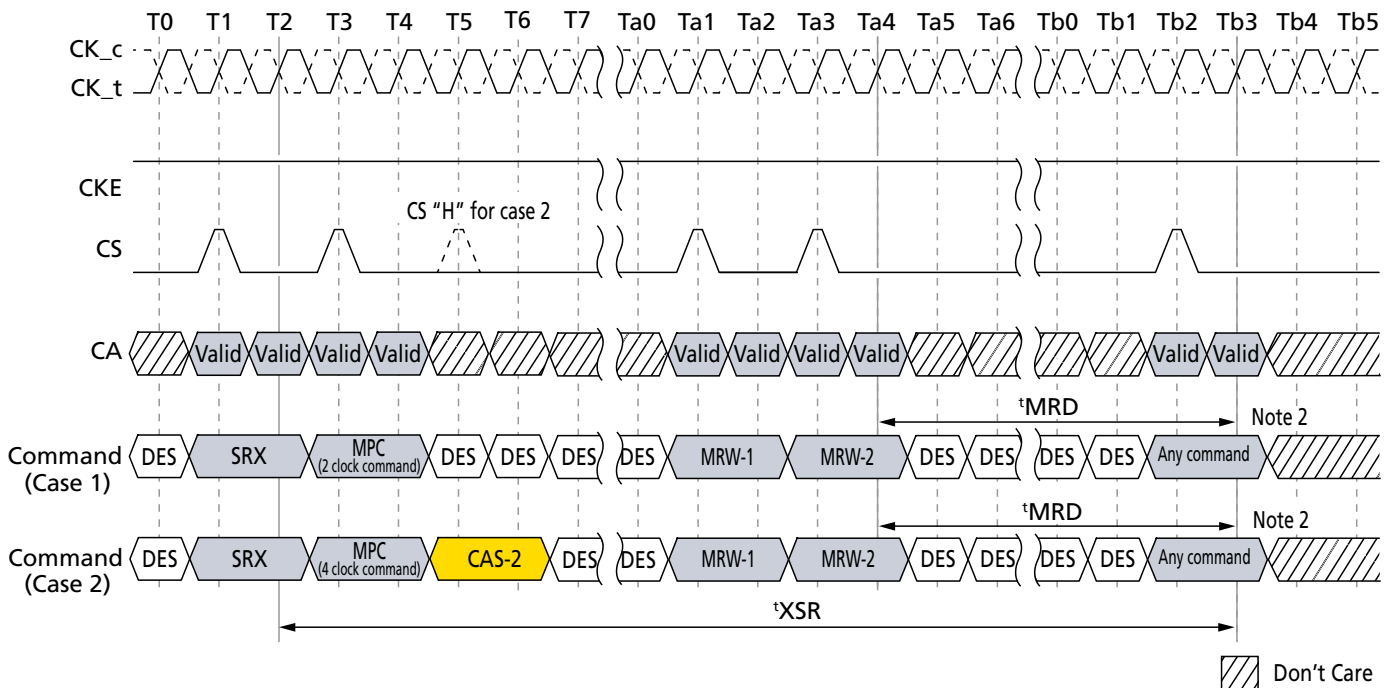 T0 T1 T2 T3 T4 T5 T6 T7 Ta0 Ta1 Ta2 Ta3 Ta4 Ta5 Ta6 Tb0 Tb1 Tb2 Tb3 Tb4 Tb5
CK_c
CK_t
CKE
CS "H" for case 2
CS
CA Valid Valid Valid Valid Valid Valid Valid Valid Valid Valid
tMRD Note 2
Command (Case 1) DES SRX MPC (2 clock command) DES DES DES DES MRW-1 MRW-2 DES DES DES DES Any command
tMRD Note 2
Command (Case 2) DES SRX MPC (4 clock command) CAS-2 DES DES MRW-1 MRW-2 DES DES DES DES Any command
tXSR
Don't Care